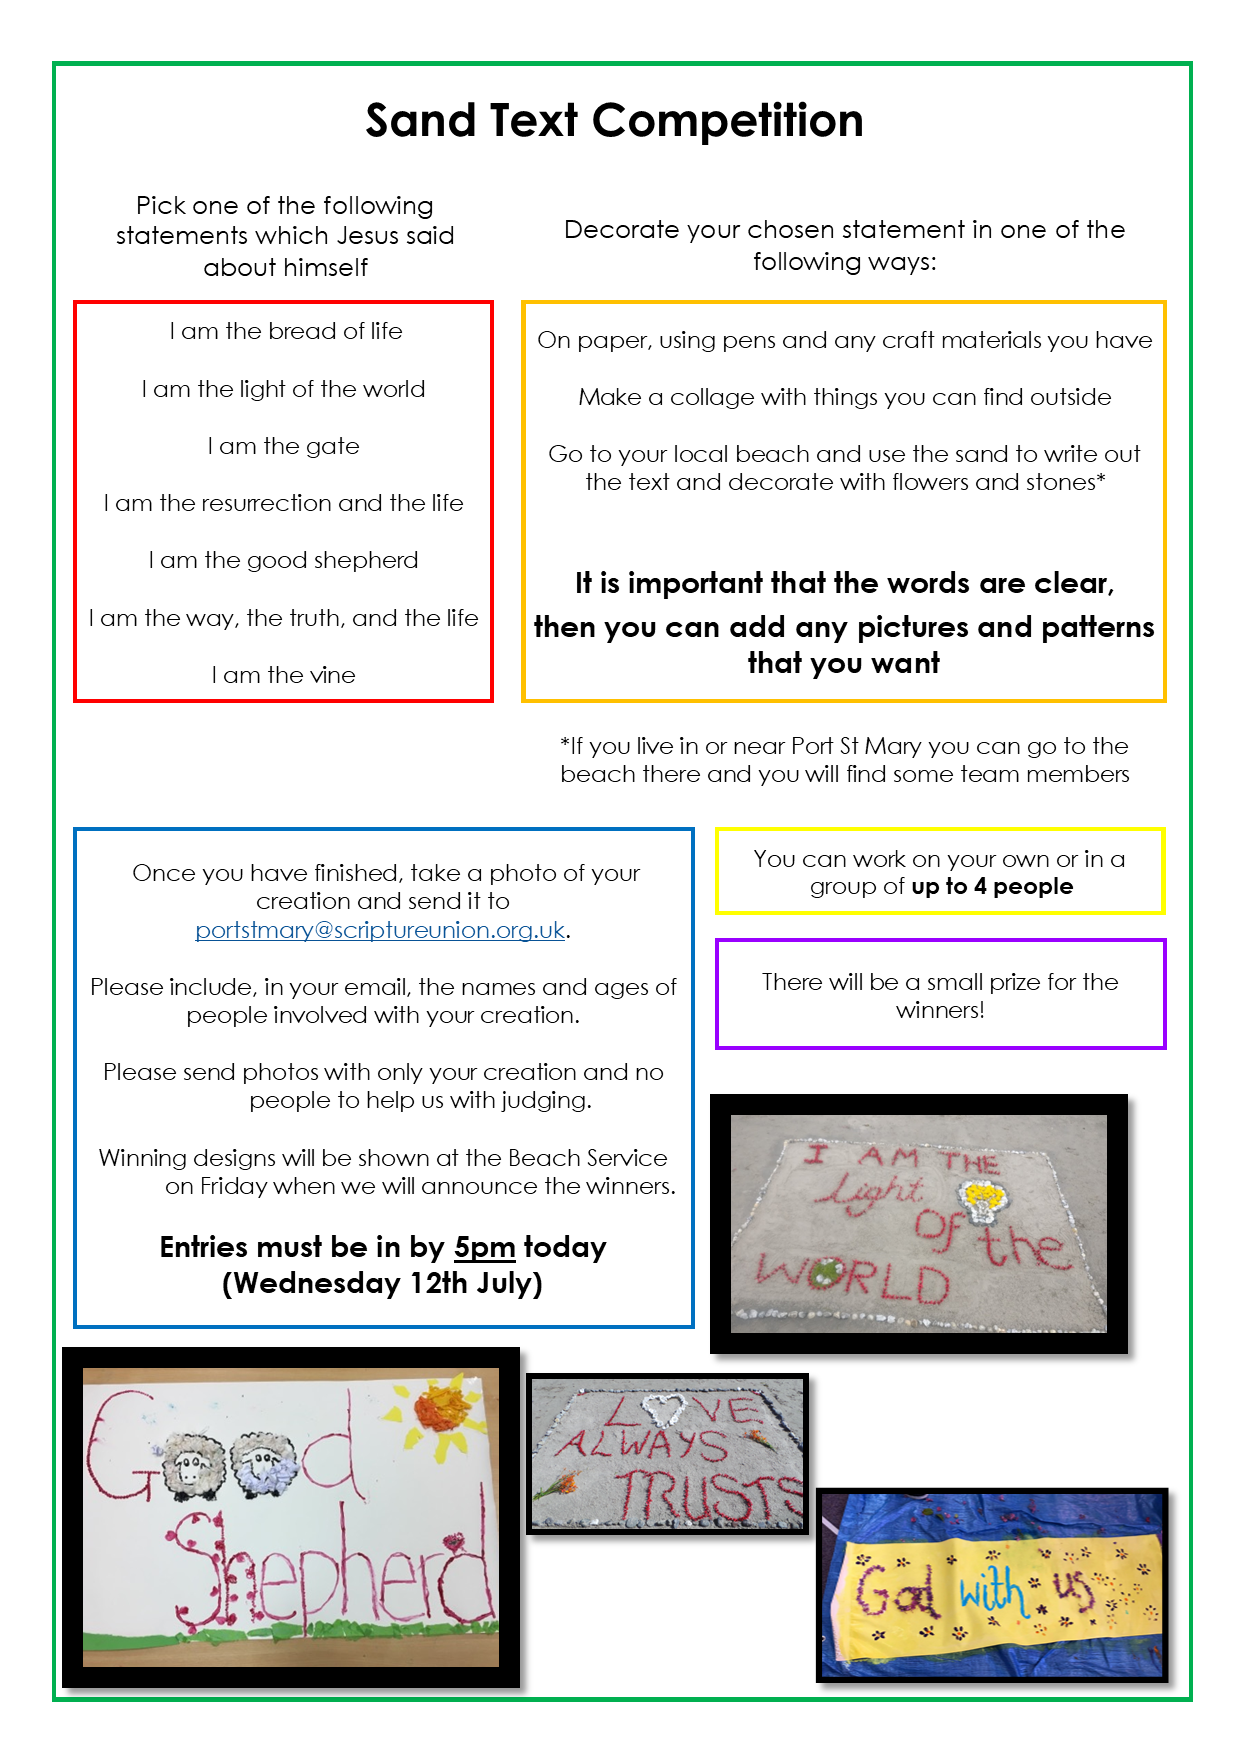 Sand Text Competition
Pick one of the following
statements which Jesus said
about himself
I am the bread of life
I am the light of the world
I am the gate
I am the resurrection and the life
I am the good shepherd
I am the way, the truth, and the life
I am the vine
Decorate your chosen statement in one of the
following ways:
On paper, using pens and any craft materials you have
Make a collage with things you can find outside
Go to your local beach and use the sand to write out
the text and decorate with flowers and stones*
It is important that the words are clear,
then you can add any pictures and patterns
that you want
*If you live in or near Port St Mary you can go to the
beach there and you will find some team members
Once you have finished, take a photo of your
creation and send it to
portstmary@scriptureunion.org.uk.
Please include, in your email, the names and ages of
people involved with your creation.
Please send photos with only your creation and no
people to help us with judging.
Winning designs will be shown at the Beach Service
on Friday when we will announce the winners.
Entries must be in by 5pm today
(Wednesday 12th July)
You can work on your own or in a
group of up to 4 people
There will be a small prize for the
winners!
I AM THE
light
Of the
WORLD
Good
Shepherd
LOVE
ALWAYS
TRUSTS
God with us